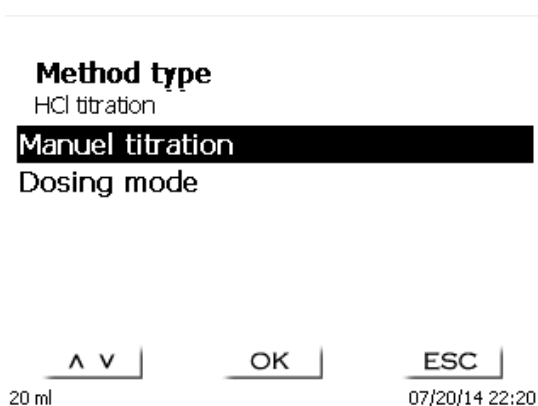 Method type
HCl titration
Manuel titration
Dosing mode
∧ ∨ OK ESC
20 ml 07/20/14 22:20